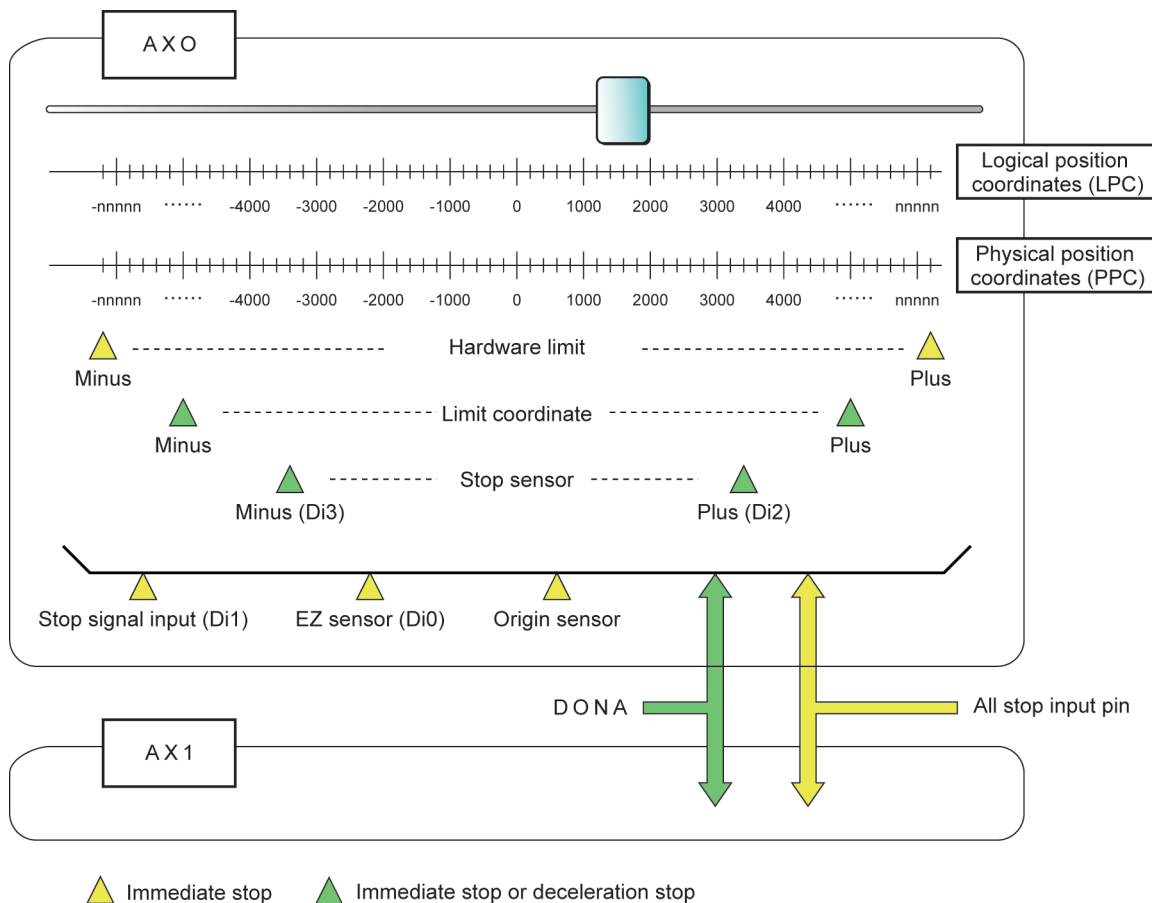 A X O
Logical position
coordinates (LPC)
-nnnnn ...... -4000 -3000 -2000 -1000 0 1000 2000 3000 4000 ...... nnnnn
Physical position
coordinates (PPC)
-nnnnn ...... -4000 -3000 -2000 -1000 0 1000 2000 3000 4000 ...... nnnnn
Hardware limit
Minus Plus
Limit coordinate
Minus Plus
Stop sensor
Minus (Di3) Plus (Di2)
Stop signal input (Di1) EZ sensor (Di0) Origin sensor
D O N A All stop input pin
A X 1
Immediate stop Immediate stop or deceleration stop